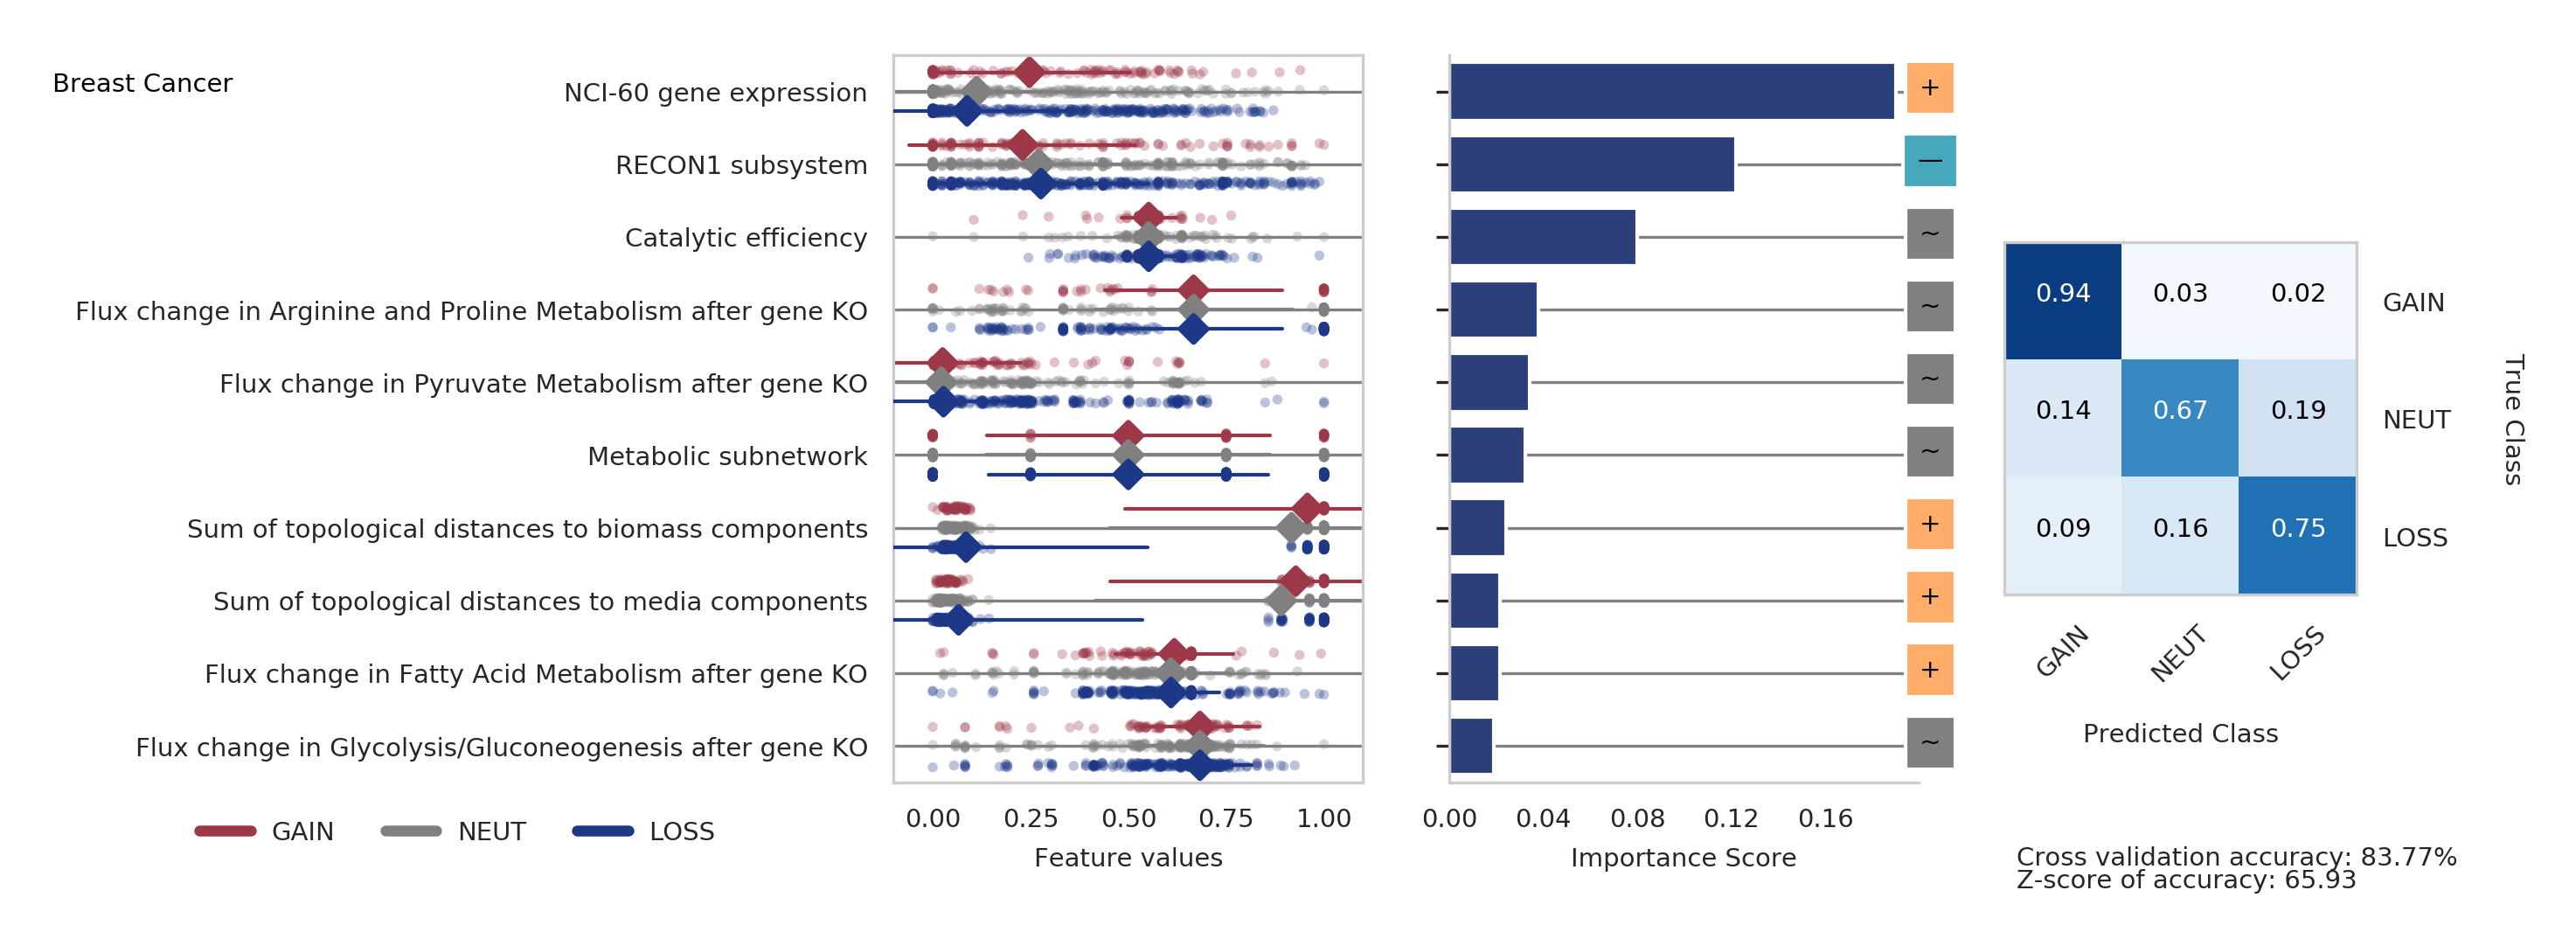 Breast Cancer
NCI-60 gene expression
RECON1 subsystem
Catalytic efficiency
Flux change in Arginine and Proline Metabolism after gene KO
Flux change in Pyruvate Metabolism after gene KO
Metabolic subnetwork
Sum of topological distances to biomass components
Sum of topological distances to media components
Flux change in Fatty Acid Metabolism after gene KO
Flux change in Glycolysis/Gluconeogenesis after gene KO
GAIN NEUT LOSS
0.00 0.25 0.50 0.75 1.00
Feature values
+
—
~
~
~
~
+
+
+
~
0.00 0.04 0.08 0.12 0.16
Importance Score
0.94 0.03 0.02 GAIN
0.14 0.67 0.19 NEUT
0.09 0.16 0.75 LOSS
True Class
GAIN NEUT LOSS
Predicted Class
Cross validation accuracy: 83.77%
Z-score of accuracy: 65.93